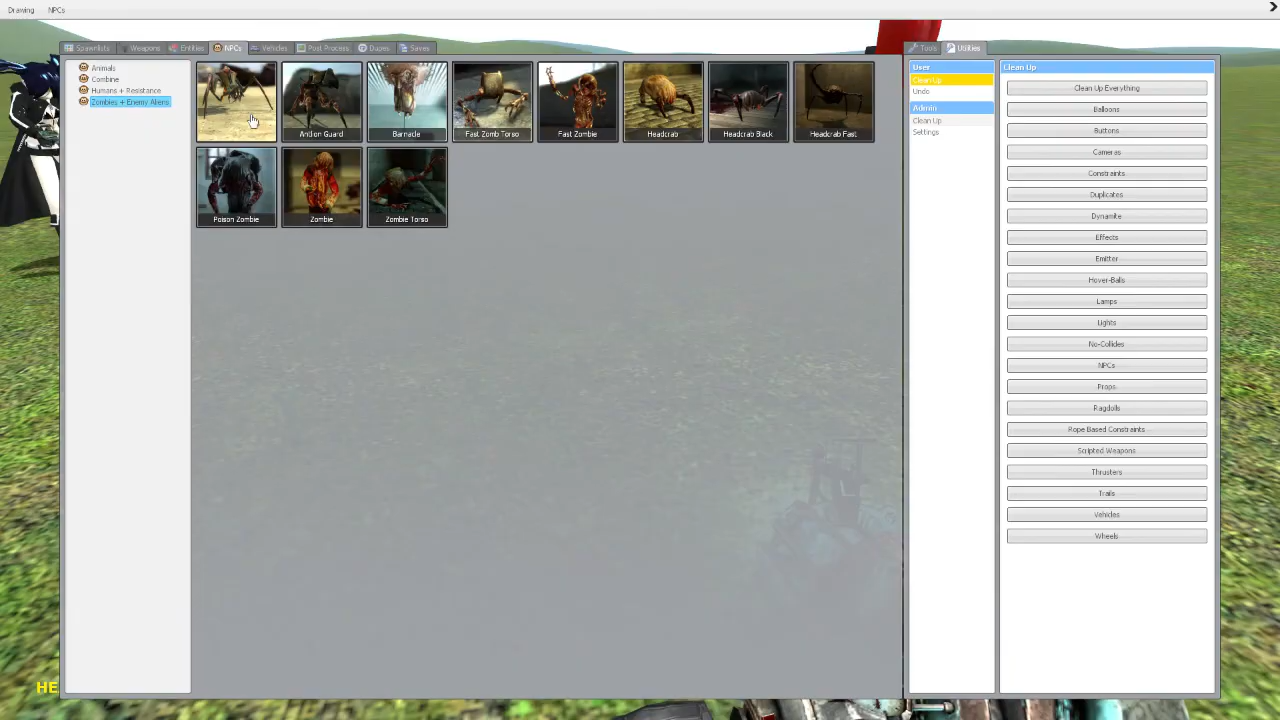 Drawing NPCs
Spawnlists Weapons Entities NPCs Vehicles Post Process Dupes Saves
Tools Utilities
Animals
Combine
Humans + Resistance
Zombies + Enemy Aliens
Antlion Guard Barnacle Fast Zomb Torso Fast Zombie Headcrab Headcrab Black Headcrab Fast
Poison Zombie Zombie Zombie Torso
User
Clean Up
Undo
Admin
Clean Up
Settings
Clean Up
Clean Up Everything
Balloons
Buttons
Cameras
Constraints
Duplicates
Dynamite
Effects
Emitter
Hover-Balls
Lamps
Lights
No-Collides
NPCs
Props
Ragdolls
Rope Based Constraints
Scripted Weapons
Thrusters
Trails
Vehicles
Wheels
HE